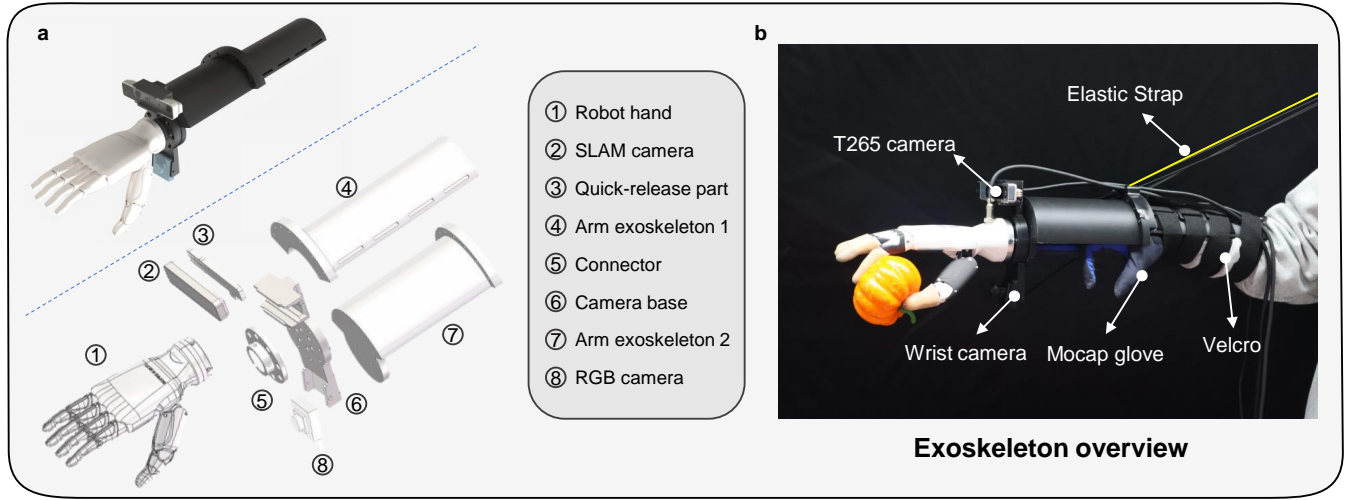 a
④
③
②
①
⑦
⑤
⑥
⑧
① Robot hand
② SLAM camera
③ Quick-release part
④ Arm exoskeleton 1
⑤ Connector
⑥ Camera base
⑦ Arm exoskeleton 2
⑧ RGB camera
b
Elastic Strap
T265 camera
Wrist camera
Mocap glove
Velcro
Exoskeleton overview